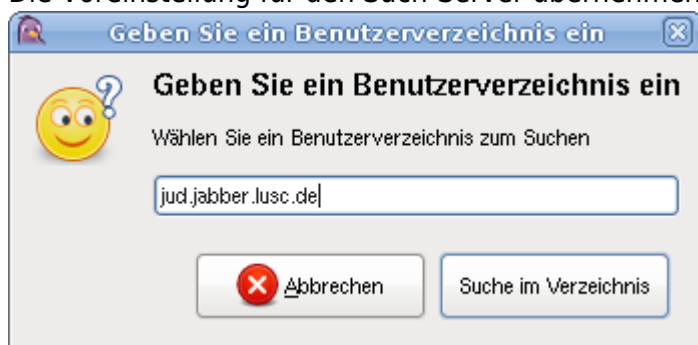 Die Voreinstellung für den Such-Server übernehmen
Geben Sie ein Benutzerverzeichnis ein
Geben Sie ein Benutzerverzeichnis ein
Wählen Sie ein Benutzerverzeichnis zum Suchen
jud.jabber.lusc.de
Abbrechen Suche im Verzeichnis